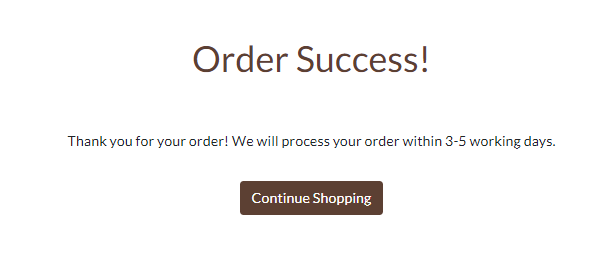 Order Success!
Thank you for your order! We will process your order within 3-5 working days.
Continue Shopping